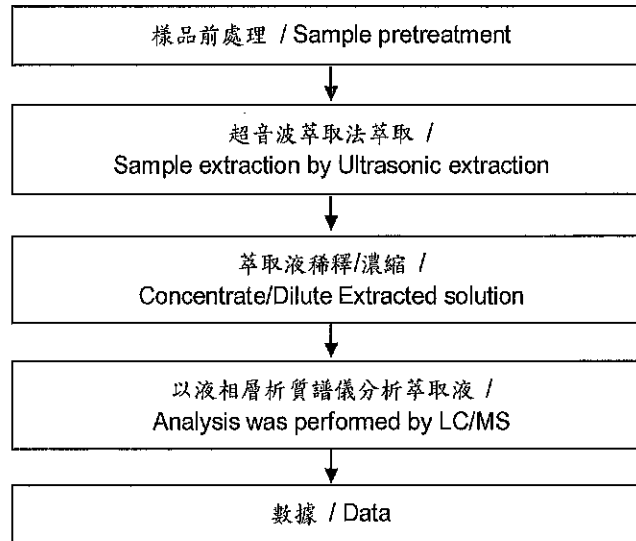 樣品前處理 / Sample pretreatment
超音波萃取法萃取 /
Sample extraction by Ultrasonic extraction
萃取液稀釋/濃縮 /
Concentrate/Dilute Extracted solution
以液相層析質譜儀分析萃取液 /
Analysis was performed by LC/MS
數據 / Data